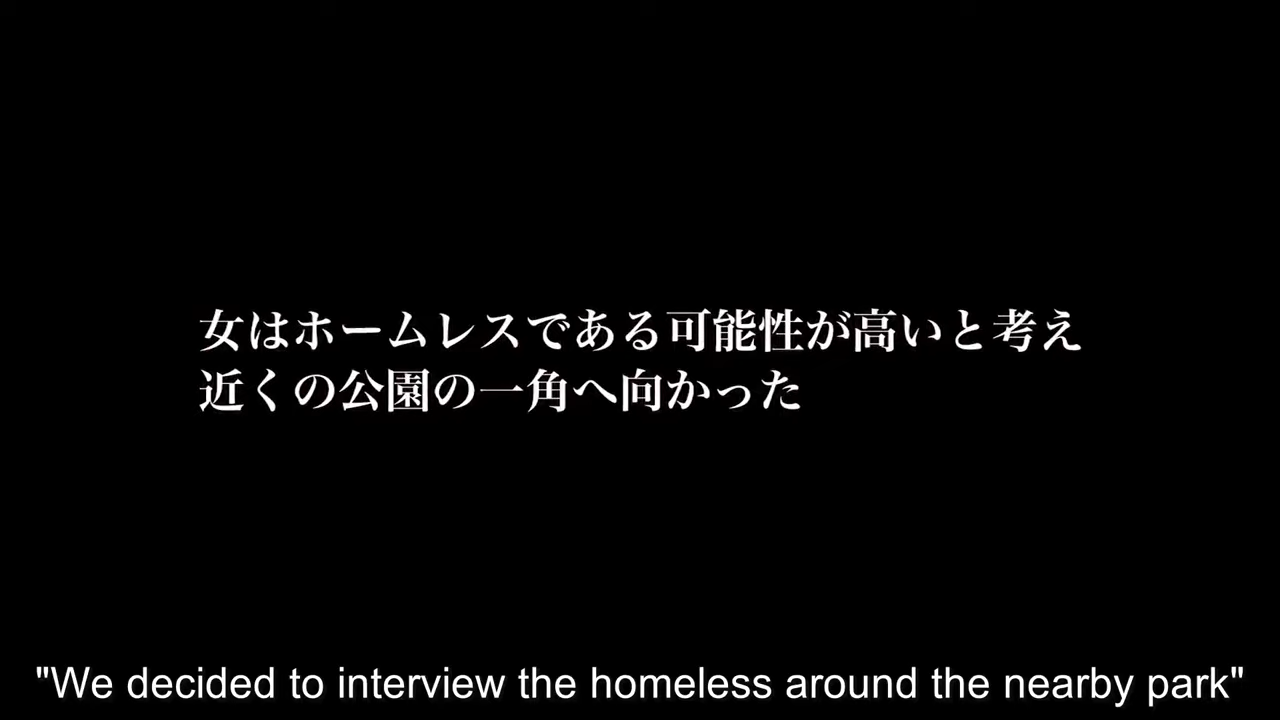 女はホームレスである可能性が高いと考え
近くの公園の一角へ向かった
"We decided to interview the homeless around the nearby park"